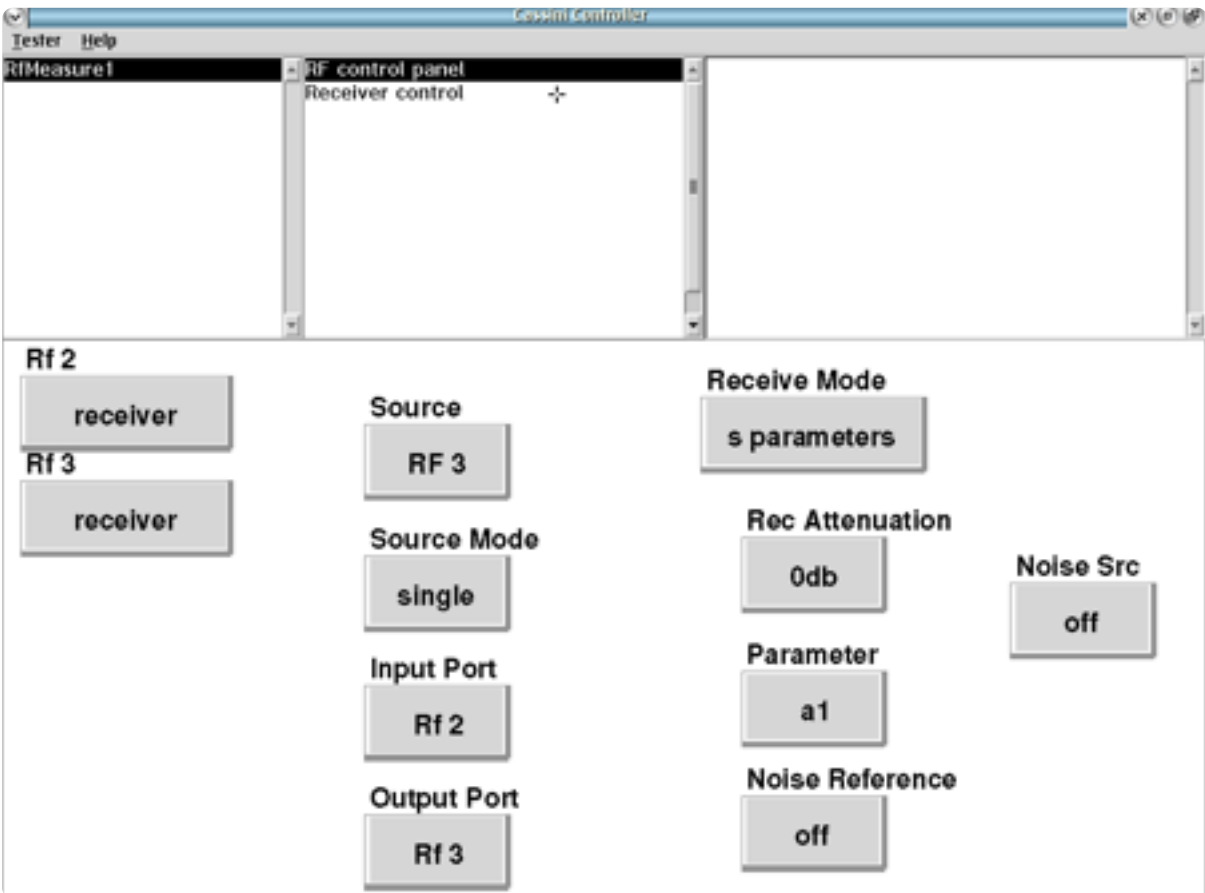 Cassini Controller
Tester Help
RfMeasure1
RF control panel
Receiver control
Rf 2
receiver
Rf 3
receiver
Source
RF 3
Source Mode
single
Input Port
Rf 2
Output Port
Rf 3
Receive Mode
s parameters
Rec Attenuation
0db
Parameter
a1
Noise Reference
off
Noise Src
off